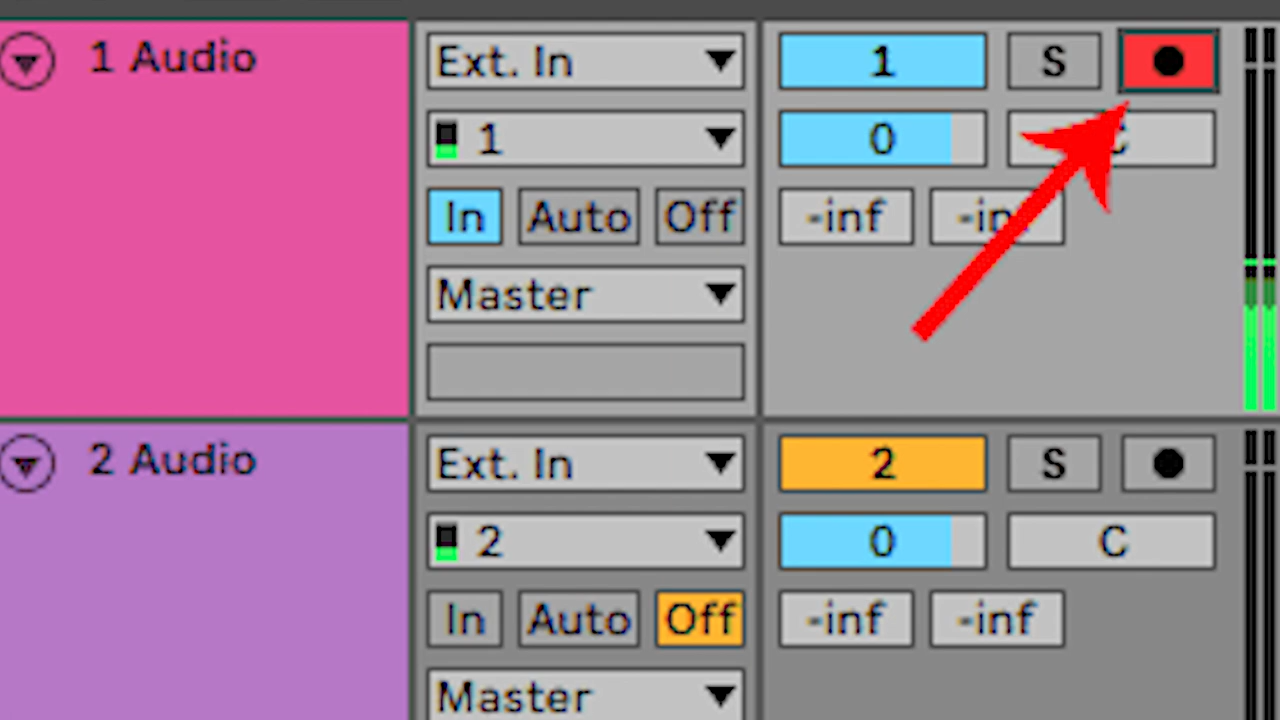 1 Audio
Ext. In
1
S
1
0
C
In
Auto
Off
-inf
-inf
Master
2 Audio
Ext. In
2
S
2
0
C
In
Auto
Off
-inf
-inf
Master